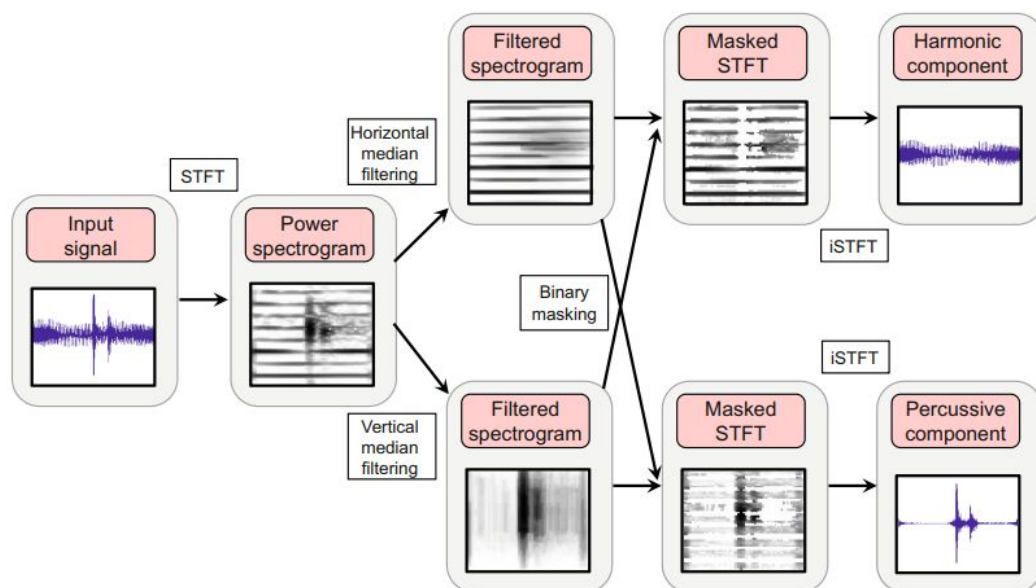 Filtered
spectrogram
Masked
STFT
Harmonic
component
Horizontal
median
filtering
STFT
Input
signal
Power
spectrogram
iSTFT
Binary
masking
iSTFT
Vertical
median
filtering
Filtered
spectrogram
Masked
STFT
Percussive
component